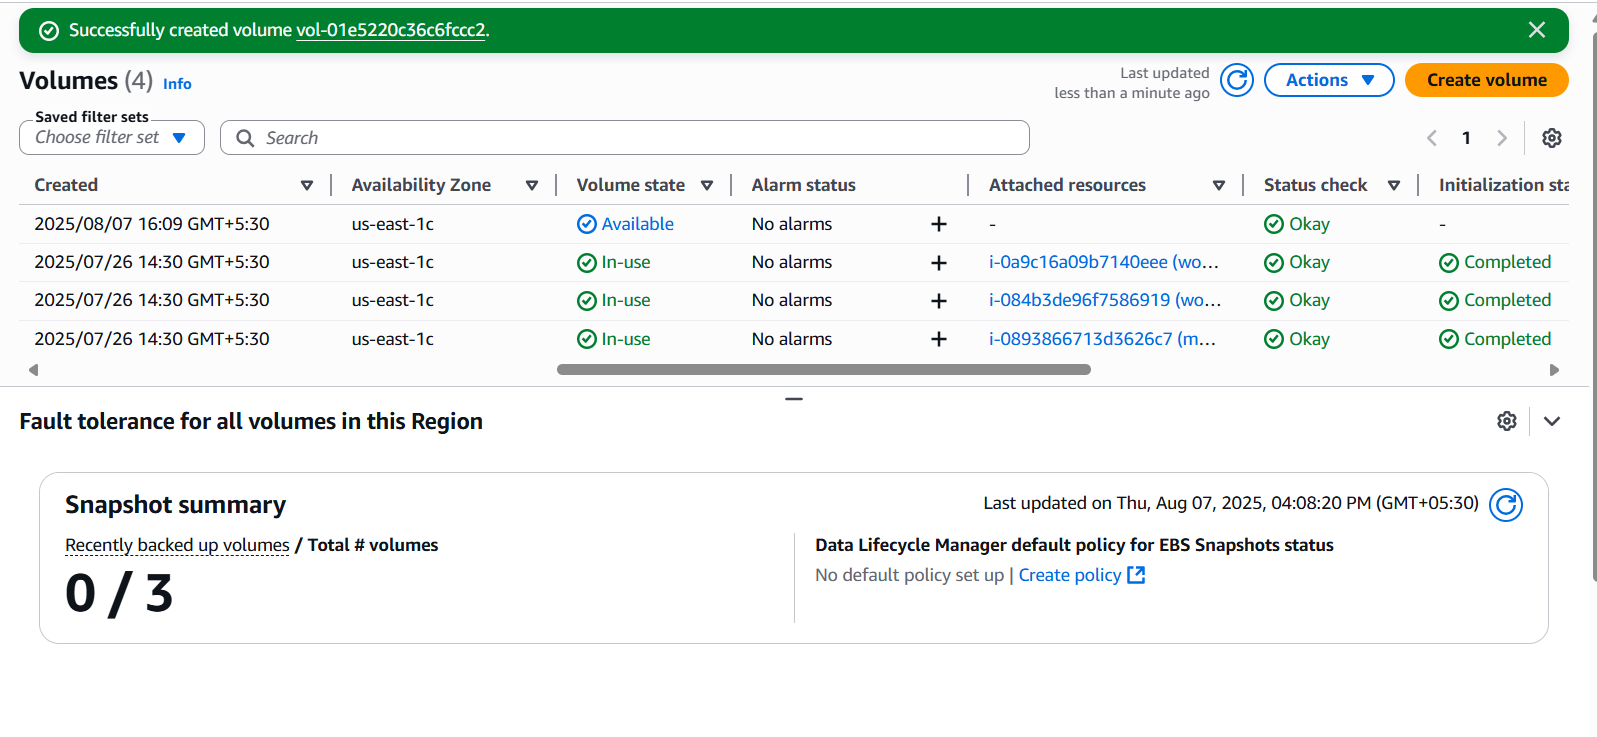 Successfully created volume vol-01e5220c36c6fccc2.
Volumes (4) Info
Last updated
less than a minute ago
Actions
Create volume
Saved filter sets
Choose filter set
Search
1
Created Availability Zone Volume state Alarm status Attached resources Status check Initialization sta
2025/08/07 16:09 GMT+5:30 us-east-1c Available No alarms + - Okay -
2025/07/26 14:30 GMT+5:30 us-east-1c In-use No alarms + i-0a9c16a09b7140eee (wo... Okay Completed
2025/07/26 14:30 GMT+5:30 us-east-1c In-use No alarms + i-084b3de96f7586919 (wo... Okay Completed
2025/07/26 14:30 GMT+5:30 us-east-1c In-use No alarms + i-0893866713d3626c7 (m... Okay Completed
Fault tolerance for all volumes in this Region
Snapshot summary
Last updated on Thu, Aug 07, 2025, 04:08:20 PM (GMT+05:30)
Recently backed up volumes / Total # volumes
0 / 3
Data Lifecycle Manager default policy for EBS Snapshots status
No default policy set up | Create policy